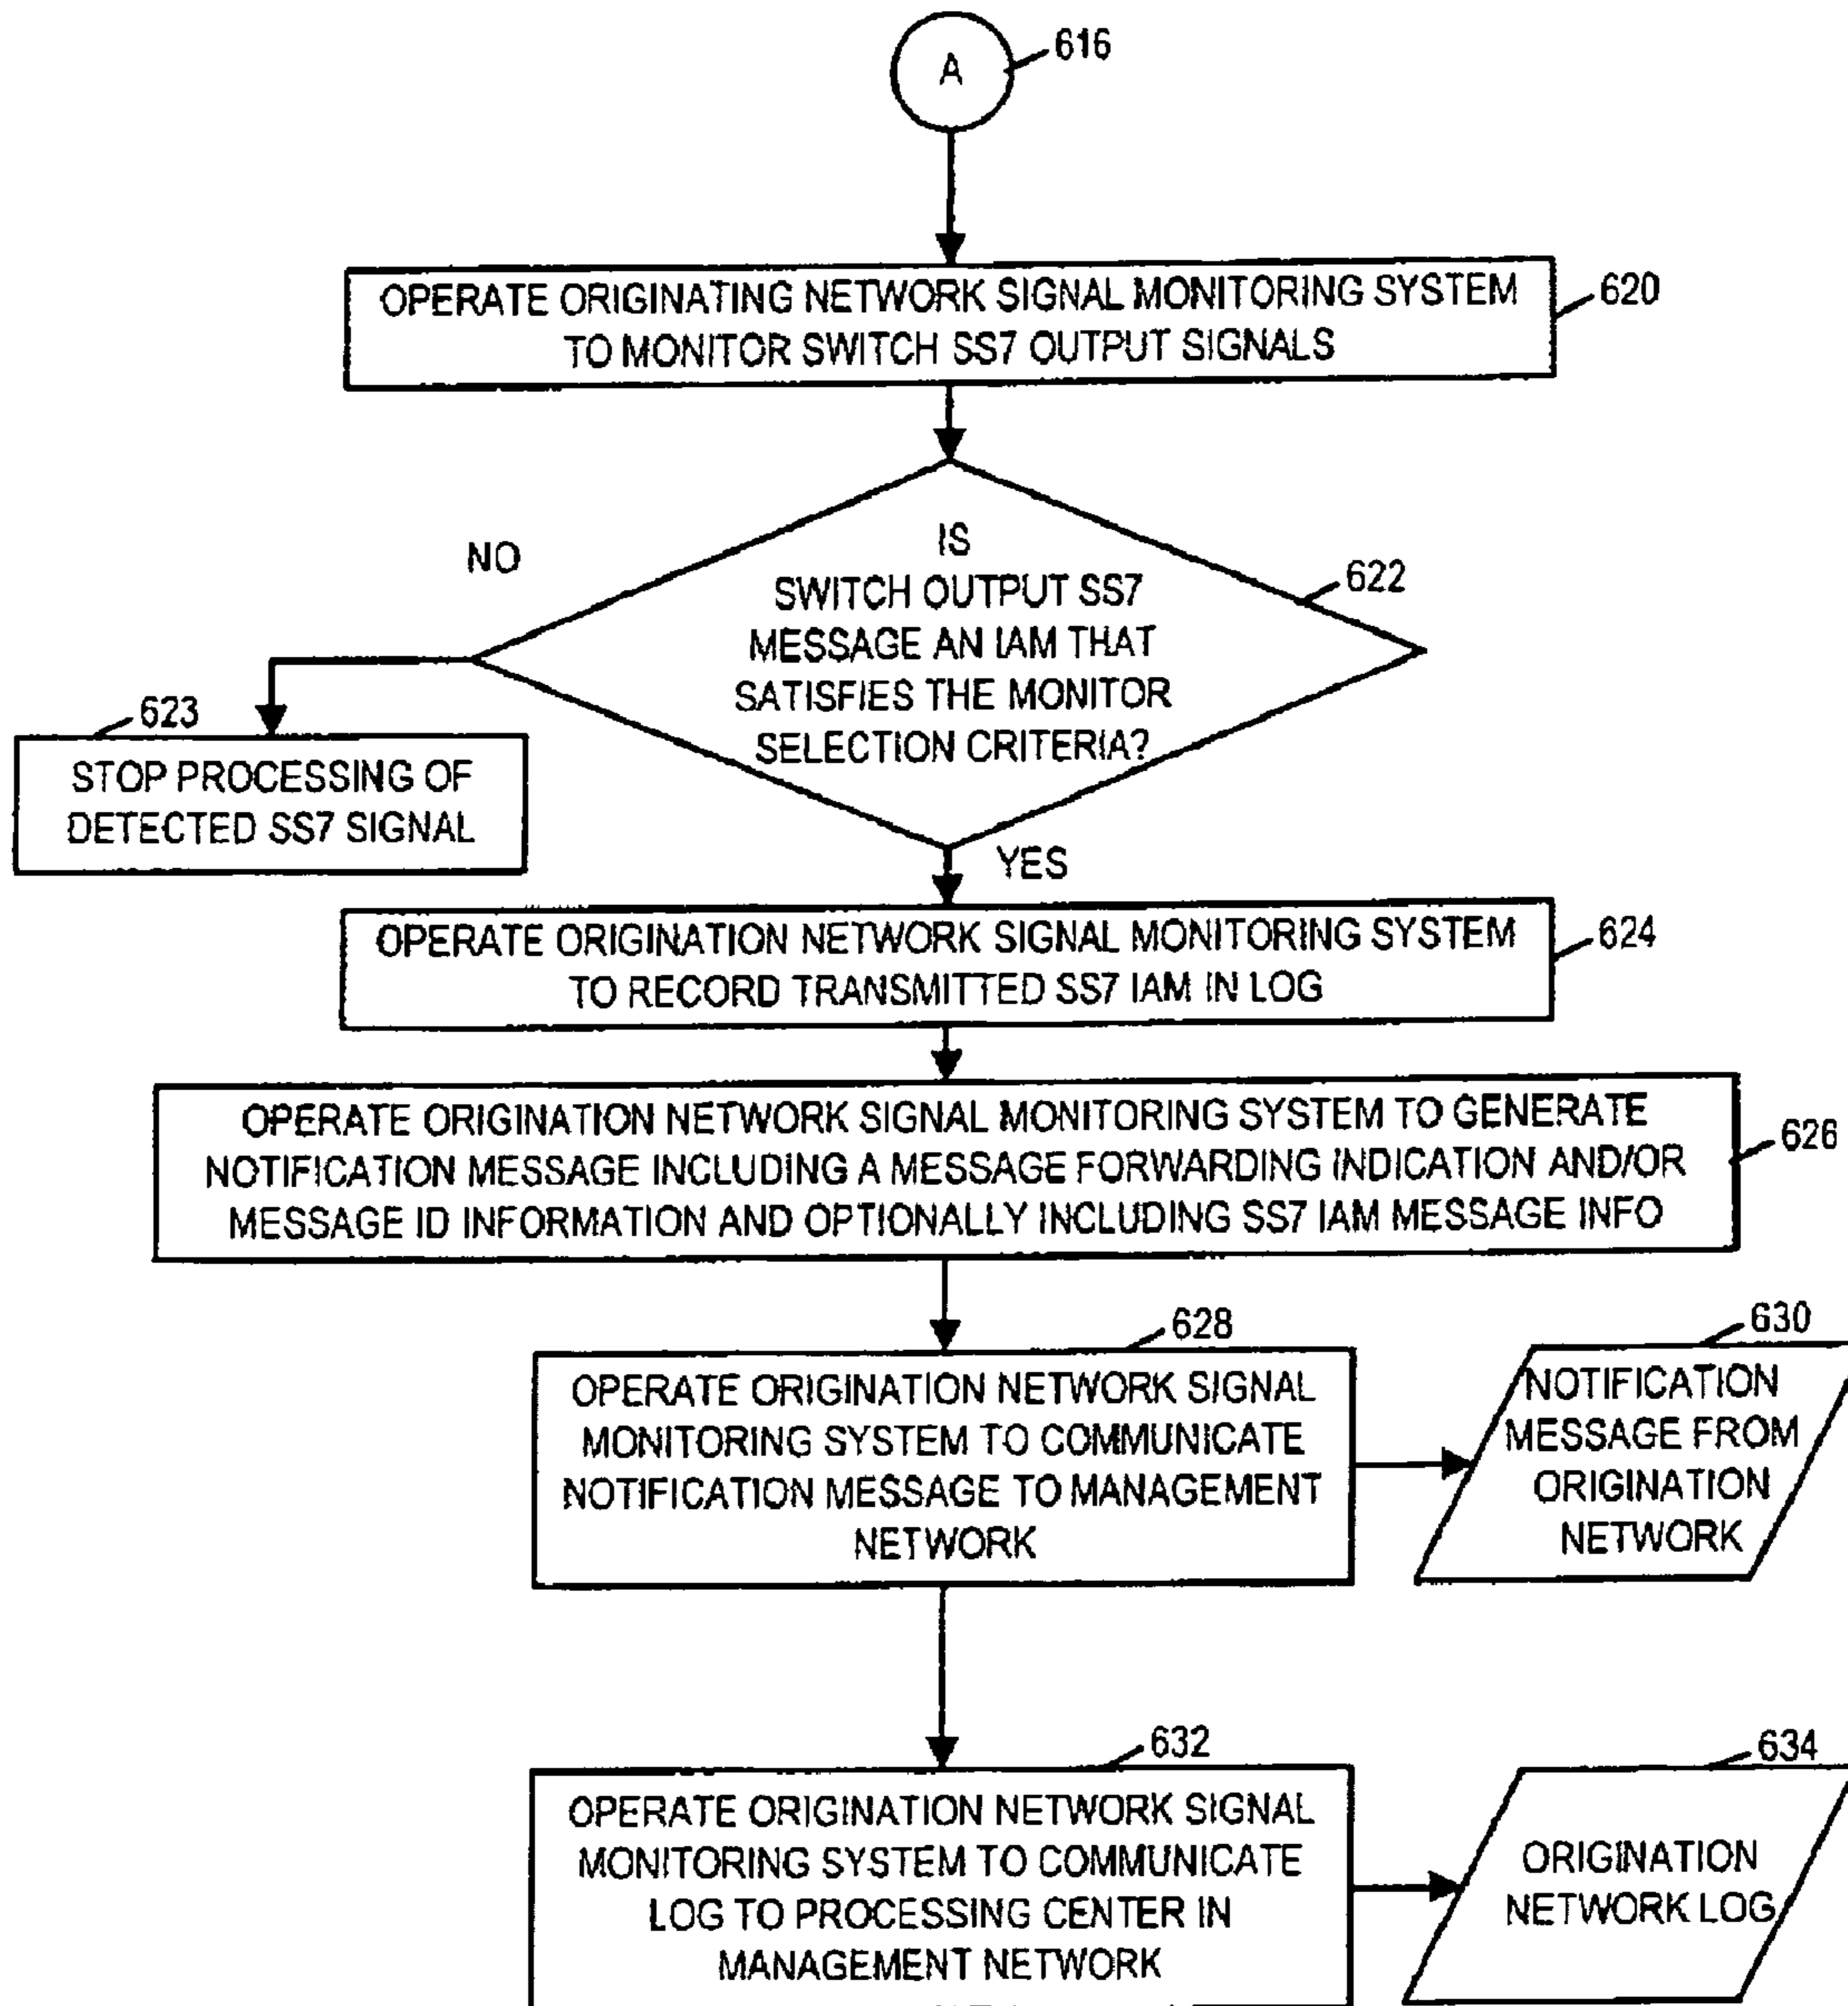 A
616
OPERATE ORIGINATING NETWORK SIGNAL MONITORING SYSTEM
TO MONITOR SWITCH SS7 OUTPUT SIGNALS
620
NO
IS
SWITCH OUTPUT SS7
MESSAGE AN IAM THAT
SATISFIES THE MONITOR
SELECTION CRITERIA?
622
623
STOP PROCESSING OF
DETECTED SS7 SIGNAL
YES
OPERATE ORIGINATION NETWORK SIGNAL MONITORING SYSTEM
TO RECORD TRANSMITTED SS7 IAM IN LOG
624
OPERATE ORIGINATION NETWORK SIGNAL MONITORING SYSTEM TO GENERATE
NOTIFICATION MESSAGE INCLUDING A MESSAGE FORWARDING INDICATION AND/OR
MESSAGE ID INFORMATION AND OPTIONALLY INCLUDING SS7 IAM MESSAGE INFO
626
628
OPERATE ORIGINATION NETWORK SIGNAL
MONITORING SYSTEM TO COMMUNICATE
NOTIFICATION MESSAGE TO MANAGEMENT
NETWORK
630
NOTIFICATION
MESSAGE FROM
ORIGINATION
NETWORK
632
OPERATE ORIGINATION NETWORK SIGNAL
MONITORING SYSTEM TO COMMUNICATE
LOG TO PROCESSING CENTER IN
MANAGEMENT NETWORK
634
ORIGINATION
NETWORK LOG